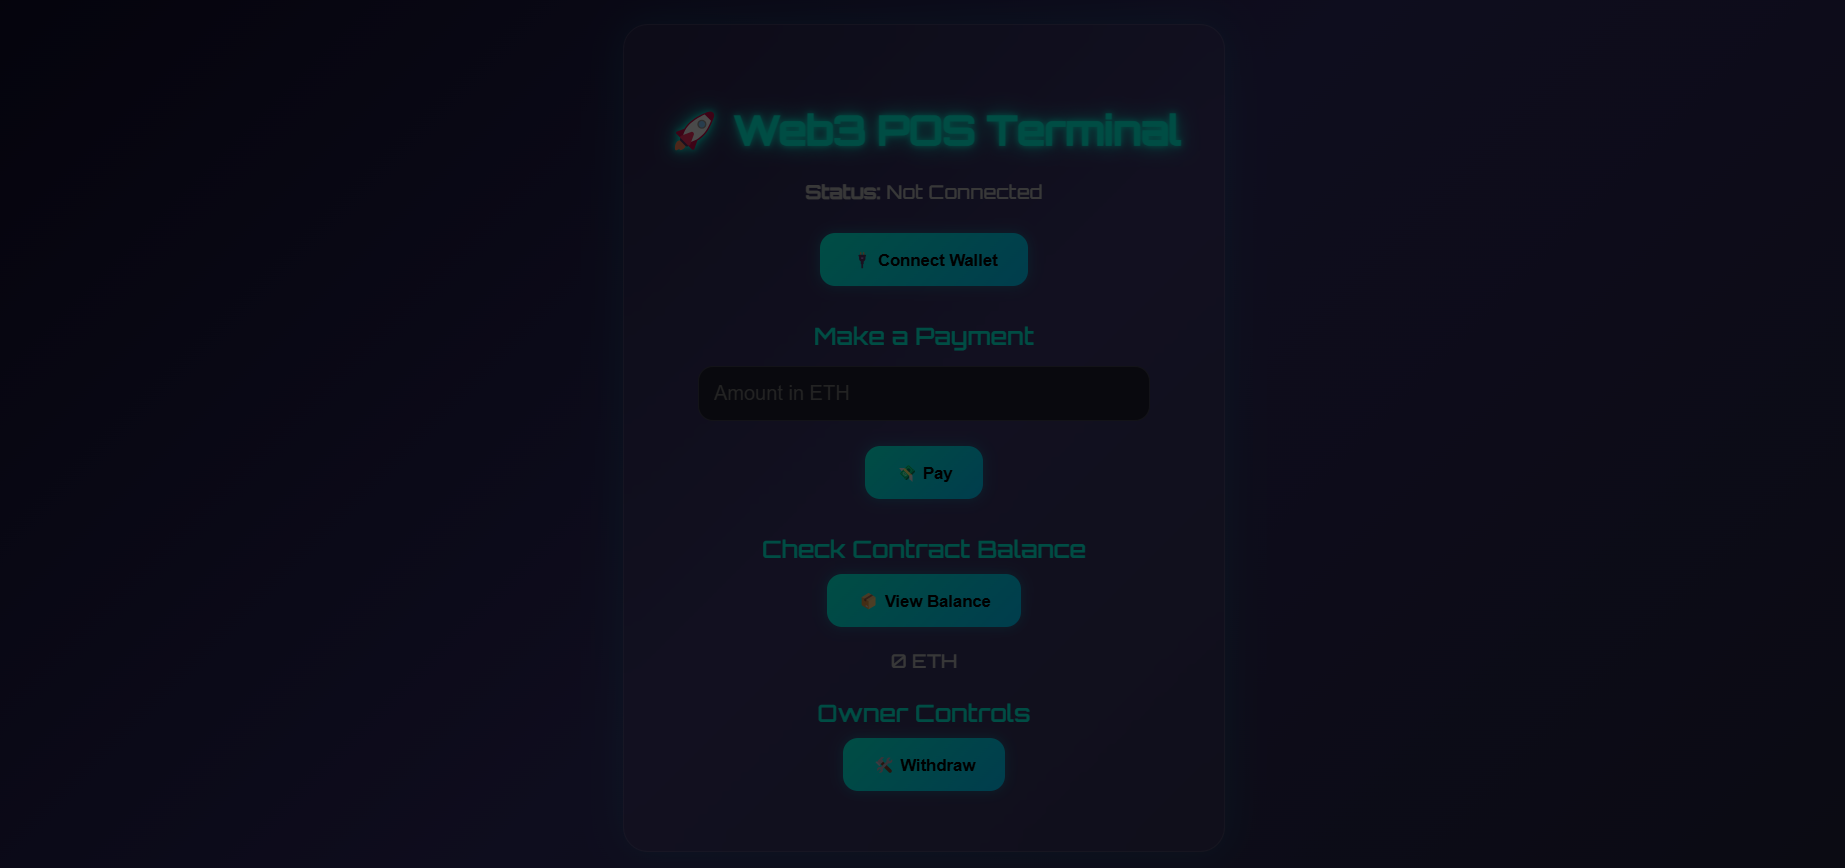 🚀 Web3 POS Terminal
Status: Not Connected
Connect Wallet
Make a Payment
Amount in ETH
💸 Pay
Check Contract Balance
📦 View Balance
0 ETH
Owner Controls
🛠 Withdraw